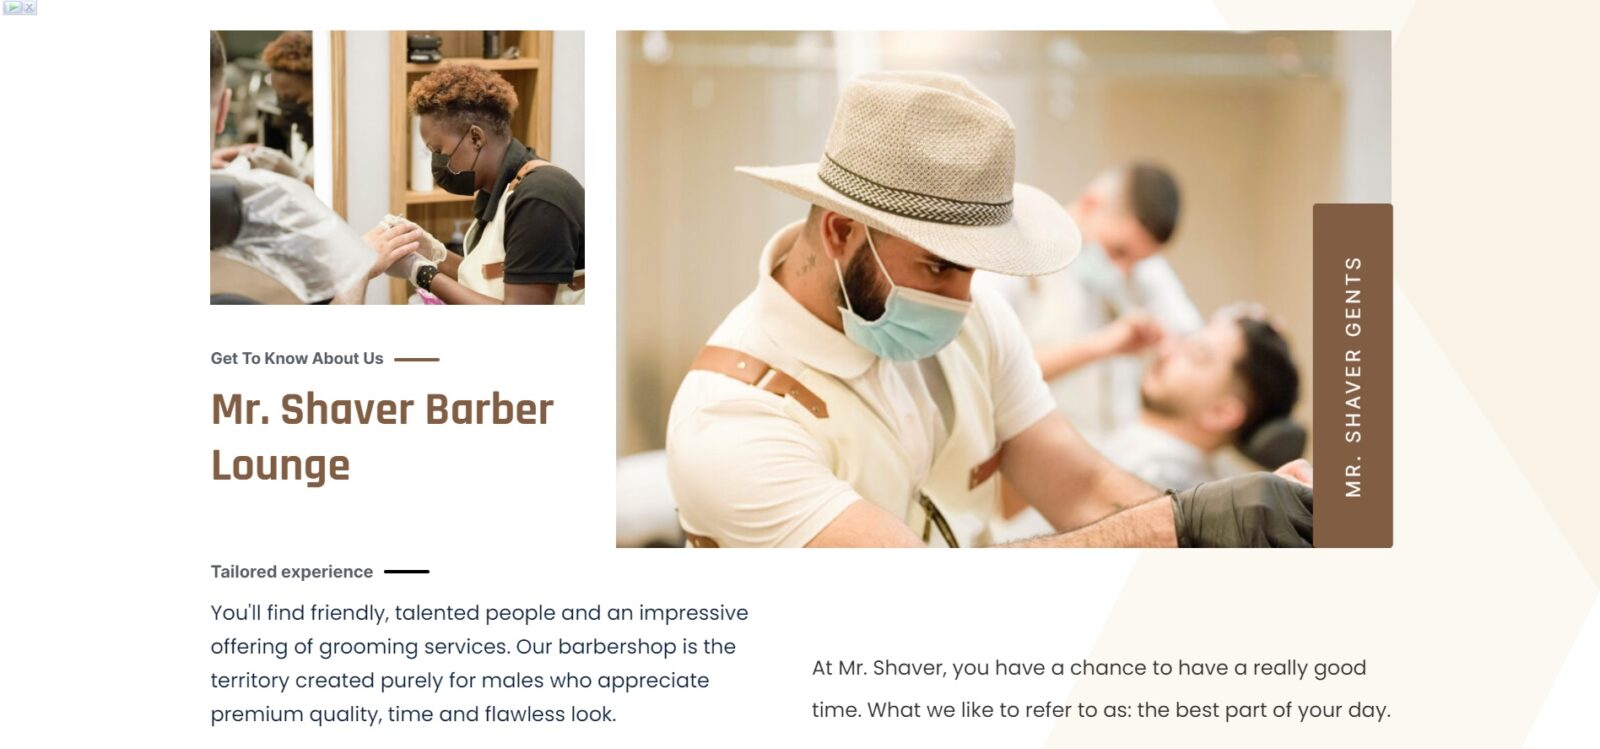 Get To Know About Us
Mr. Shaver Barber
Lounge
MR. SHAVER GENTS
Tailored experience
You'll find friendly, talented people and an impressive
offering of grooming services. Our barbershop is the
territory created purely for males who appreciate
premium quality, time and flawless look.
At Mr. Shaver, you have a chance to have a really good
time. What we like to refer to as: the best part of your day.